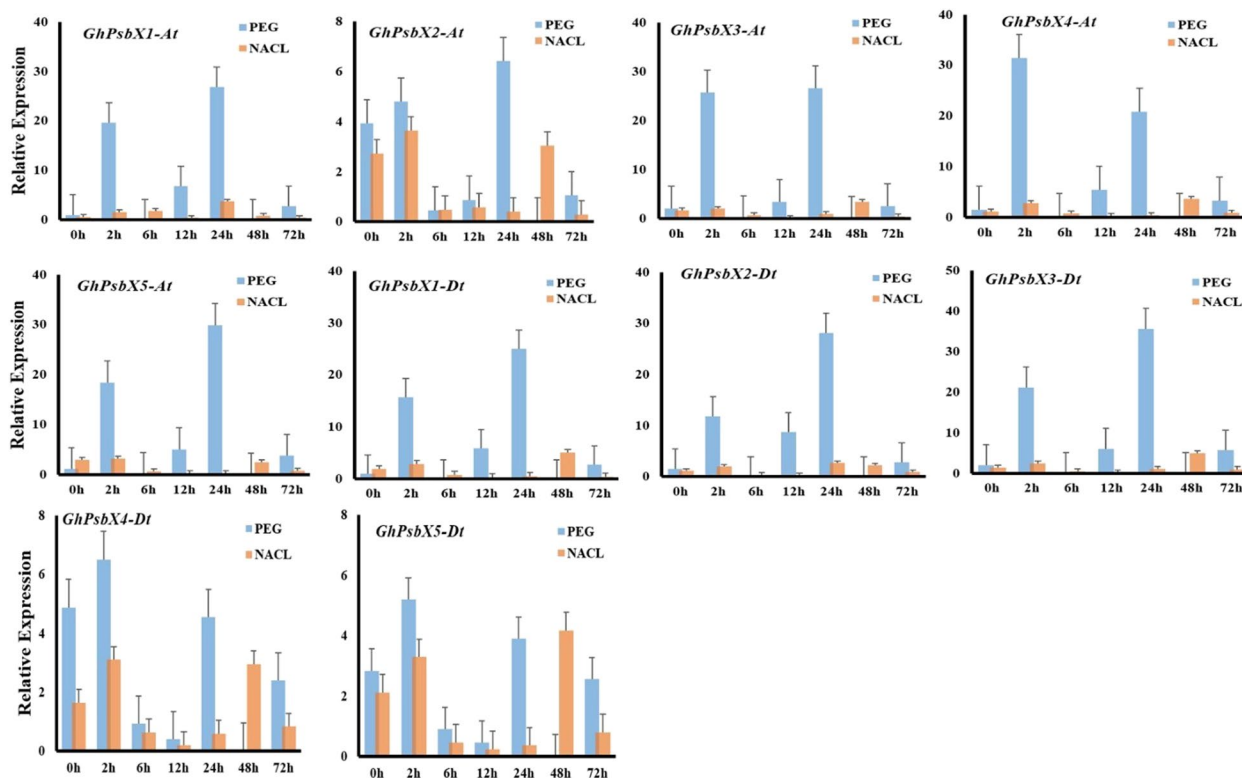 GhPsbX1-At
PEG
NACL
Relative Expression
40
30
20
10
0
0h 2h 6h 12h 24h 48h 72h
GhPsbX2-At
PEG
NACL
8
6
4
2
0
0h 2h 6h 12h 24h 48h 72h
GhPsbX3-At
PEG
NACL
40
30
20
10
0
0h 2h 6h 12h 24h 48h 72h
GhPsbX4-At
PEG
NACL
40
30
20
10
0
0h 2h 6h 12h 24h 48h 72h
GhPsbX5-At
PEG
NACL
40
30
20
10
0
0h 2h 6h 12h 24h 48h 72h
GhPsbX1-Dt
PEG
NACL
40
30
20
10
0
0h 2h 6h 12h 24h 48h 72h
GhPsbX2-Dt
PEG
NACL
40
30
20
10
0
0h 2h 6h 12h 24h 48h 72h
GhPsbX3-Dt
PEG
NACL
50
40
30
20
10
0
0h 2h 6h 12h 24h 48h 72h
GhPsbX4-Dt
PEG
NACL
Relative Expression
8
6
4
2
0
0h 2h 6h 12h 24h 48h 72h
GhPsbX5-Dt
PEG
NACL
8
6
4
2
0
0h 2h 6h 12h 24h 48h 72h